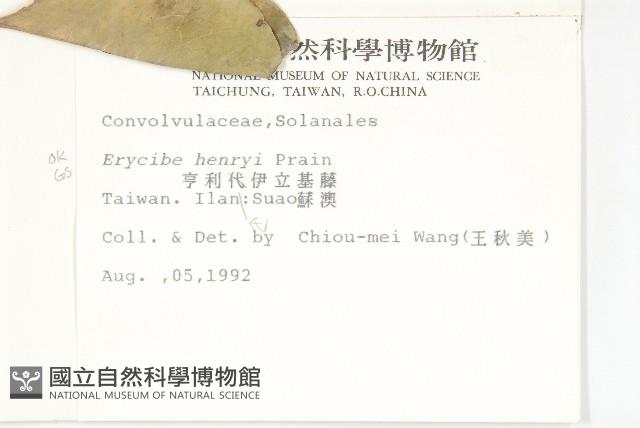 然科學博物館
NATIONAL MUSEUM OF NATURAL SCIENCE
TAICHUNG, TAIWAN, R.O.CHINA
Convolvulaceae,Solanales
OK
GS
Erycibe henryi Prain
亨利伐伊立基藤
Taiwan. Ilan:Suao蘇澳
Coll. & Det. by Chiou-mei Wang(王秋美)
Aug. ,05,1992
國立自然科學博物館
NATIONAL MUSEUM OF NATURAL SCIENCE